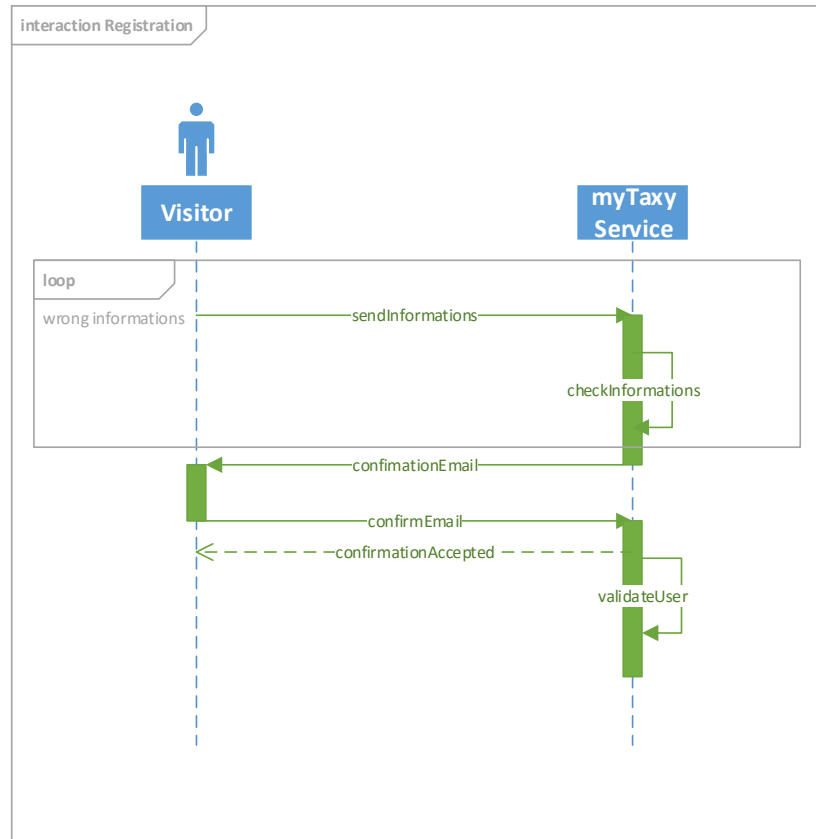 interaction Registration
Visitor
myTaxy
Service
loop
wrong informations
sendInformations
checkInformations
confimationEmail
confirmEmail
confirmationAccepted
validateUser